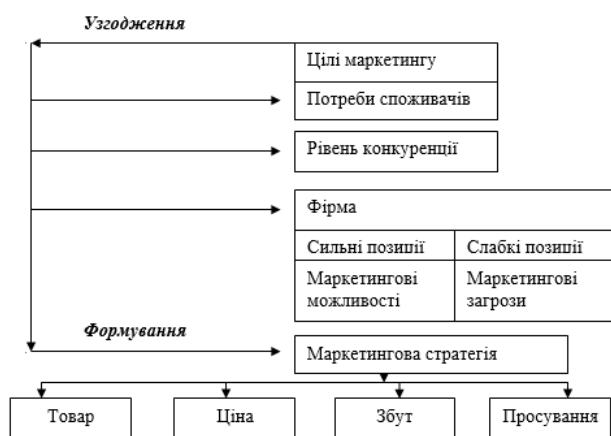 Узгодження
Цілі маркетингу
Потреби споживачів
Рівень конкуренції
Фірма
Сильні позиції
Слабкі позиції
Маркетингові
можливості
Маркетингові
загрози
Формування
Маркетингова стратегія
Товар
Ціна
Збут
Просування